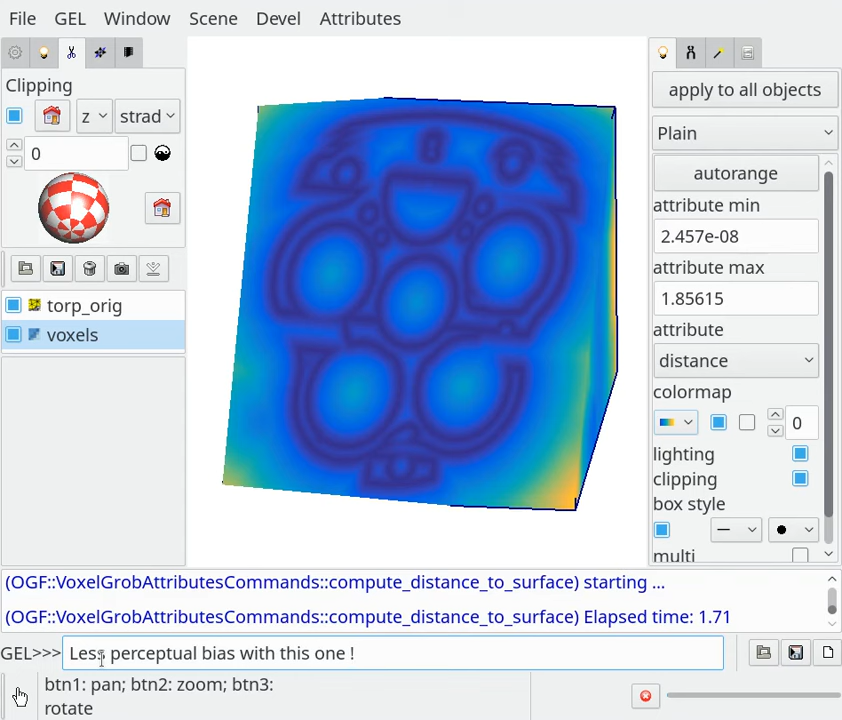 File GEL Window Scene Devel Attributes
Clipping
z strad
0
torp_orig
voxels
apply to all objects
Plain
autorange
attribute min
2.457e-08
attribute max
1.85615
attribute
distance
colormap
0
lighting
clipping
box style
multi
(OGF::VoxelGrobAttributesCommands::compute_distance_to_surface) starting ...
(OGF::VoxelGrobAttributesCommands::compute_distance_to_surface) Elapsed time: 1.71
GEL>>> Less perceptual bias with this one !
btn1: pan; btn2: zoom; btn3:
rotate